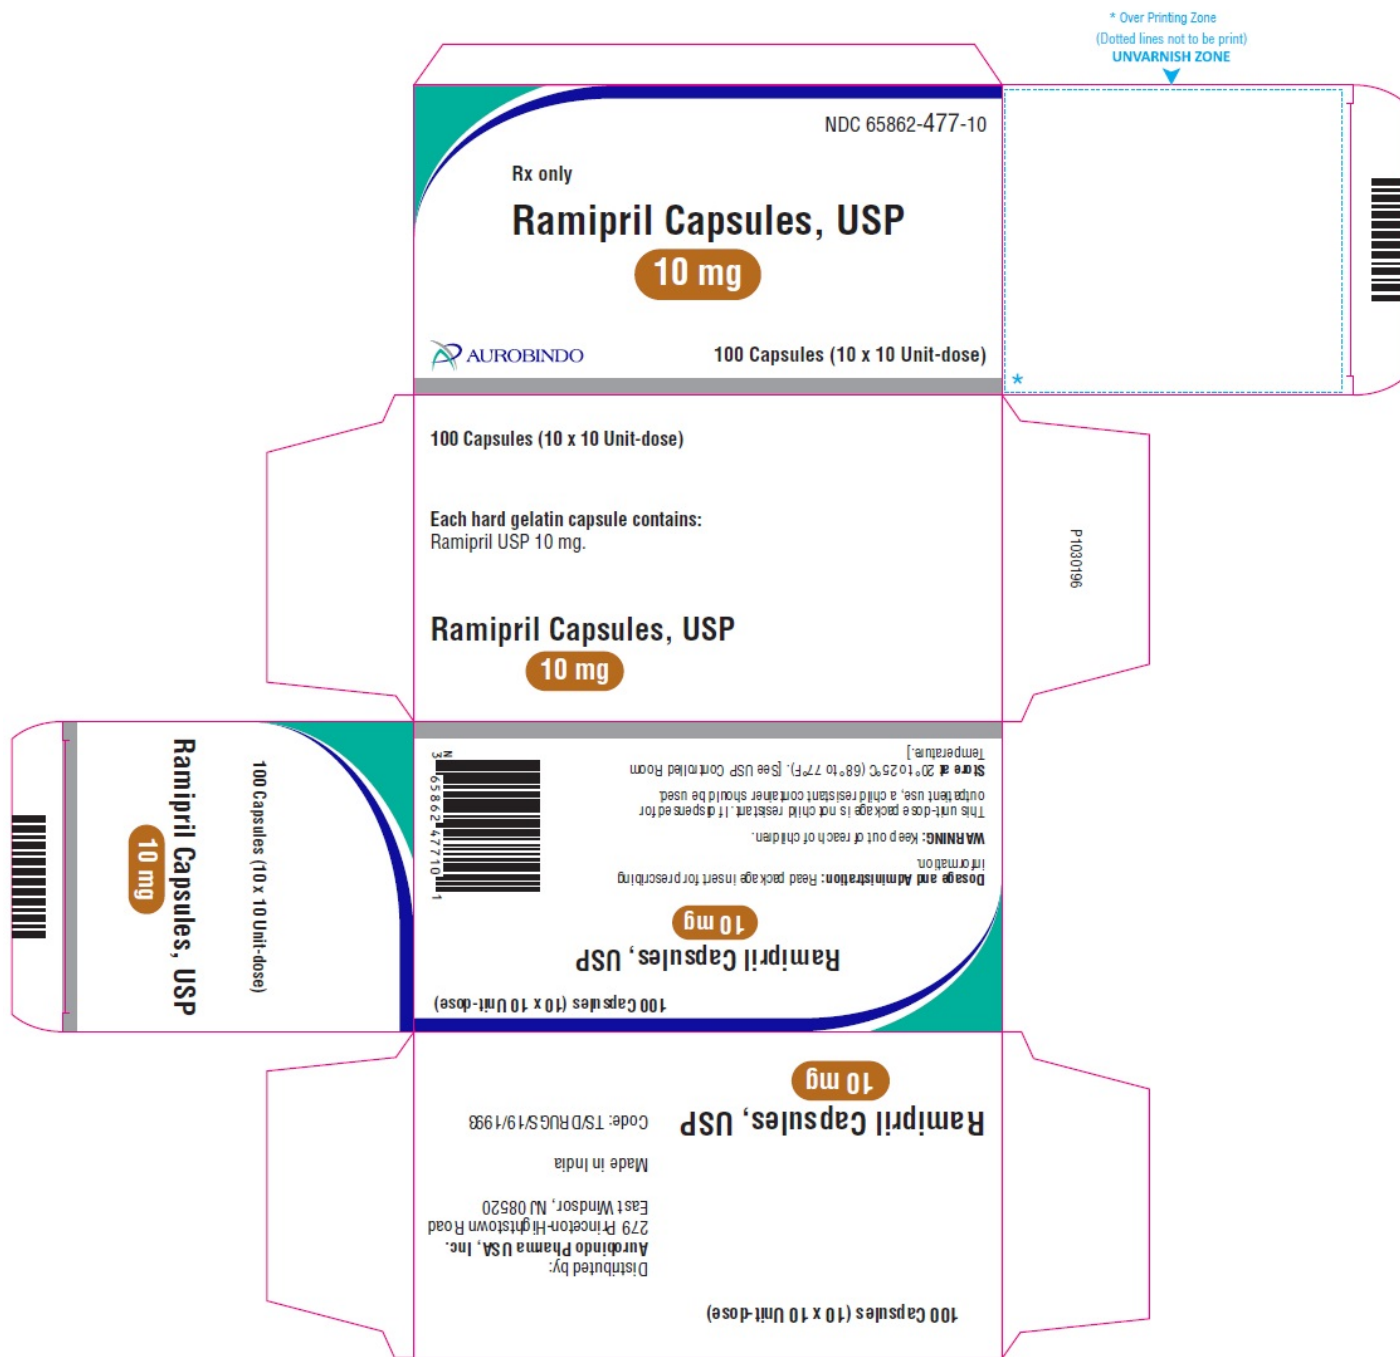 * Over Printing Zone
(Dotted lines not to be print)
UNVARNISH ZONE
NDC 65862-477-10
Rx only
Ramipril Capsules, USP
10 mg
AUROBINDO
100 Capsules (10 x 10 Unit-dose)
*
100 Capsules (10 x 10 Unit-dose)
Each hard gelatin capsule contains:
Ramipril USP 10 mg.
Ramipril Capsules, USP
10 mg
P1030196
100 Capsules (10 x 10 Unit-dose)
Ramipril Capsules, USP
10 mg
100 Capsules (10 x 10 Unit-dose)
Ramipril Capsules, USP
10 mg
Dosage and Administration: Read package insert for prescribing
information.
WARNING: Keep out of reach of children.
This unit-dose package is not child resistant. If dispensed for
outpatient use, a child resistant container should be used.
Store at 20° to 25°C (68° to 77°F). [See USP Controlled Room
Temperature.]
N
3 65862 47710 1
100 Capsules (10 x 10 Unit-dose)
Distributed by:
Aurobindo Pharma USA, Inc.
279 Princeton-Hightstown Road
East Windsor, NJ 08520
Made in India
Code: TS/DRUGS/19/1993
Ramipril Capsules, USP
10 mg